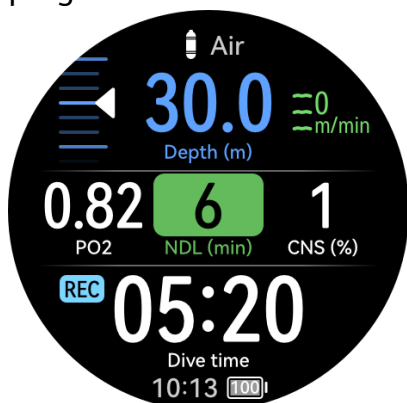 Air
30.0
0
m/min
Depth (m)
0.82 6 1
PO2 NDL (min) CNS (%)
REC 05:20
Dive time
10:13 100